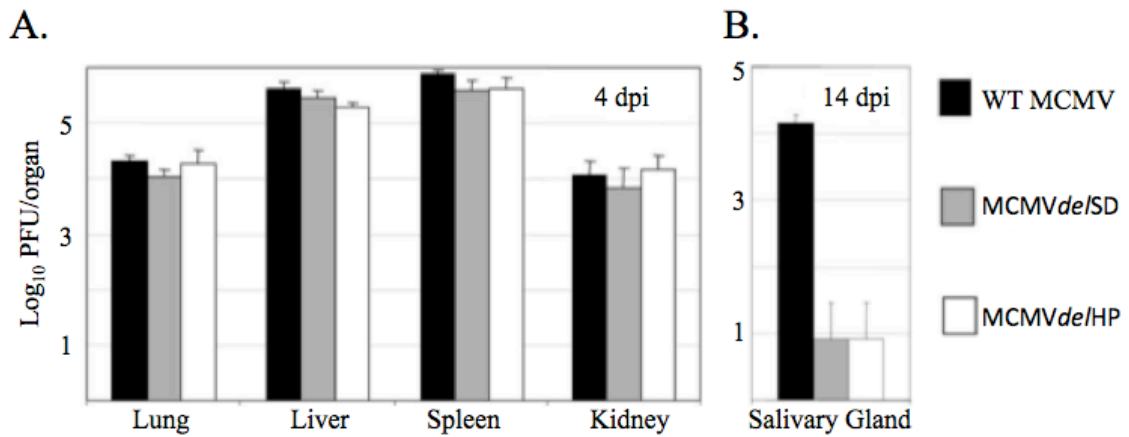 A.
B.
Log10 PFU/organ
5
3
1
4 dpi
Lung Liver Spleen Kidney
5
3
1
14 dpi
Salivary Gland
WT MCMV
MCMVdelSD
MCMVdelHP